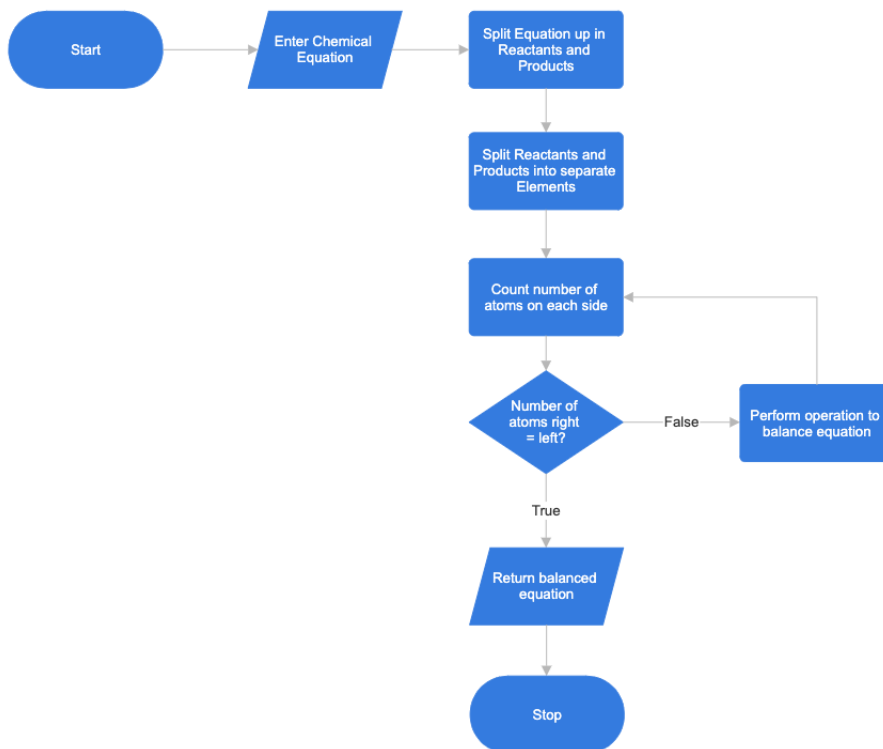 Start
Enter Chemical
Equation
Split Equation up in
Reactants and
Products
Split Reactants and
Products into separate
Elements
Count number of
atoms on each side
Number of
atoms right
= left?
False
Perform operation to
balance equation
True
Return balanced
equation
Stop